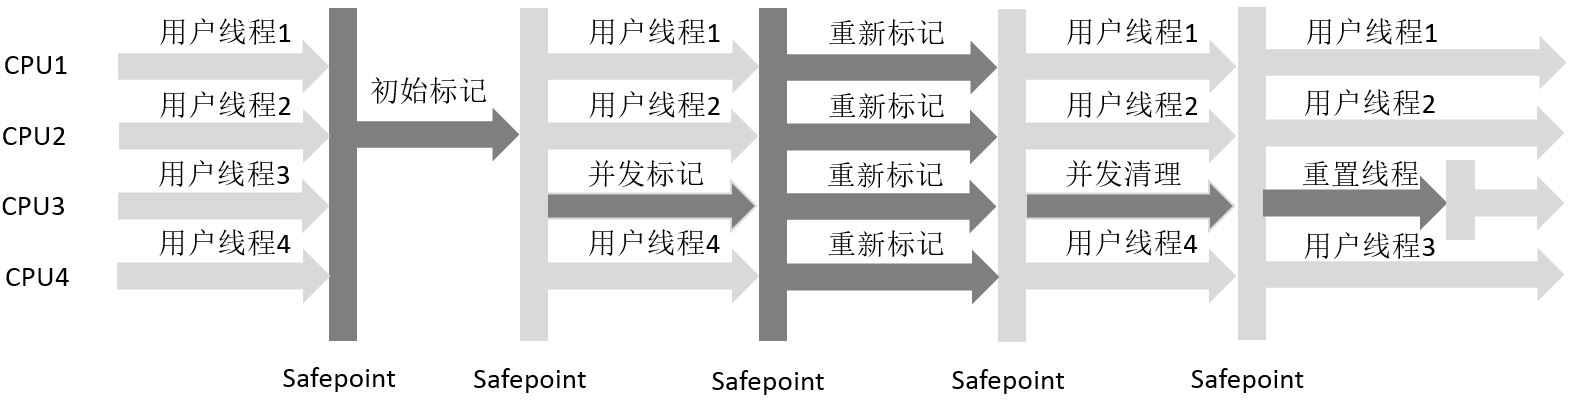 用户线程1
用户线程1
重新标记
用户线程1
用户线程1
CPU1
初始标记
用户线程2
用户线程2
重新标记
用户线程2
用户线程2
CPU2
用户线程3
并发标记
重新标记
并发清理
重置线程
CPU3
用户线程4
用户线程4
重新标记
用户线程4
用户线程3
CPU4
Safepoint
Safepoint
Safepoint
Safepoint
Safepoint